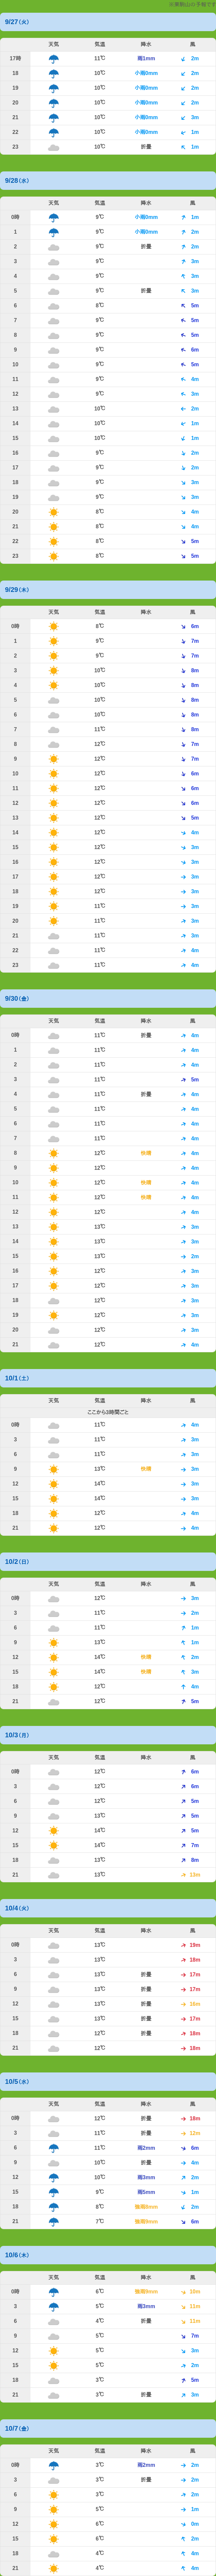 の予報です
9/27(火)
天気 気温 降水 風
17時 11℃ 雨1mm 2m
18 10℃ 小雨0mm 2m
19 10℃ 小雨0mm 2m
20 10℃ 小雨0mm 2m
21 10℃ 小雨0mm 3m
22 10℃ 小雨0mm 1m
23 10℃ 折畳 1m
9/28(水)
天気 気温 降水 風
0時 9℃ 小雨0mm 1m
1 9℃ 小雨0mm 2m
2 9℃ 折畳 2m
3 9℃ 3m
4 9℃ 3m
5 9℃ 折畳 3m
6 8℃ 5m
7 9℃ 5m
8 9℃ 5m
9 9℃ 6m
10 9℃ 5m
11 9℃ 4m
12 9℃ 3m
13 10℃ 2m
14 10℃ 1m
15 10℃ 1m
16 9℃ 2m
17 9℃ 2m
18 9℃ 3m
19 9℃ 3m
20 8℃ 4m
21 8℃ 4m
22 8℃ 5m
23 8℃ 5m
9/29(木)
天気 気温 降水 風
0時 8℃ 6m
1 9℃ 7m
2 9℃ 7m
3 10℃ 8m
4 10℃ 8m
5 10℃ 8m
6 10℃ 8m
7 11℃ 8m
8 12℃ 7m
9 12℃ 7m
10 12℃ 6m
11 12℃ 6m
12 12℃ 6m
13 12℃ 5m
14 12℃ 4m
15 12℃ 3m
16 12℃ 3m
17 12℃ 3m
18 12℃ 3m
19 11℃ 3m
20 11℃ 3m
21 11℃ 3m
22 11℃ 4m
23 11℃ 4m
9/30(金)
天気 気温 降水 風
0時 11℃ 折畳 4m
1 11℃ 4m
2 11℃ 4m
3 11℃ 5m
4 11℃ 折畳 4m
5 11℃ 4m
6 11℃ 4m
7 11℃ 4m
8 12℃ 快晴 4m
9 12℃ 4m
10 12℃ 快晴 4m
11 12℃ 快晴 4m
12 12℃ 4m
13 13℃ 3m
14 13℃ 3m
15 13℃ 2m
16 12℃ 3m
17 12℃ 3m
18 12℃ 3m
19 12℃ 3m
20 12℃ 3m
21 12℃ 4m
10/1(土)
天気 気温 降水 風
ここから3時間ごと
0時 11℃ 4m
3 11℃ 3m
6 11℃ 3m
9 13℃ 快晴 3m
12 14℃ 3m
15 14℃ 3m
18 12℃ 4m
21 12℃ 4m
10/2(日)
天気 気温 降水 風
0時 12℃ 3m
3 11℃ 2m
6 11℃ 1m
9 13℃ 1m
12 14℃ 快晴 2m
15 14℃ 快晴 3m
18 12℃ 4m
21 12℃ 5m
10/3(月)
天気 気温 降水 風
0時 12℃ 6m
3 12℃ 6m
6 12℃ 5m
9 13℃ 5m
12 14℃ 5m
15 14℃ 7m
18 13℃ 8m
21 13℃ 13m
10/4(火)
天気 気温 降水 風
0時 13℃ 19m
3 13℃ 18m
6 13℃ 折畳 17m
9 13℃ 折畳 17m
12 13℃ 折畳 16m
15 13℃ 折畳 17m
18 12℃ 折畳 18m
21 12℃ 18m
10/5(水)
天気 気温 降水 風
0時 12℃ 折畳 18m
3 11℃ 折畳 12m
6 11℃ 雨2mm 6m
9 10℃ 折畳 4m
12 10℃ 雨3mm 2m
15 9℃ 雨5mm 1m
18 8℃ 強雨9mm 2m
21 7℃ 強雨9mm 6m
10/6(木)
天気 気温 降水 風
0時 6℃ 強雨9mm 10m
3 5℃ 雨3mm 11m
6 4℃ 折畳 11m
9 5℃ 7m
12 5℃ 3m
15 5℃ 2m
18 3℃ 5m
21 3℃ 折畳 3m
10/7(金)
天気 気温 降水 風
0時 3℃ 雨2mm 2m
3 3℃ 折畳 2m
6 3℃ 2m
9 5℃ 1m
12 6℃ 0m
15 6℃ 2m
18 4℃ 4m
21 4℃ 4m